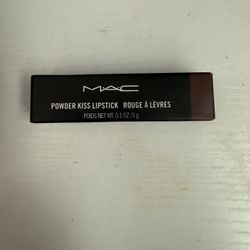 MAC
POWDER KISS LIPSTICK ROUGE À LÈVRES
POIDS NET WT. 0.1 OZ/3 g